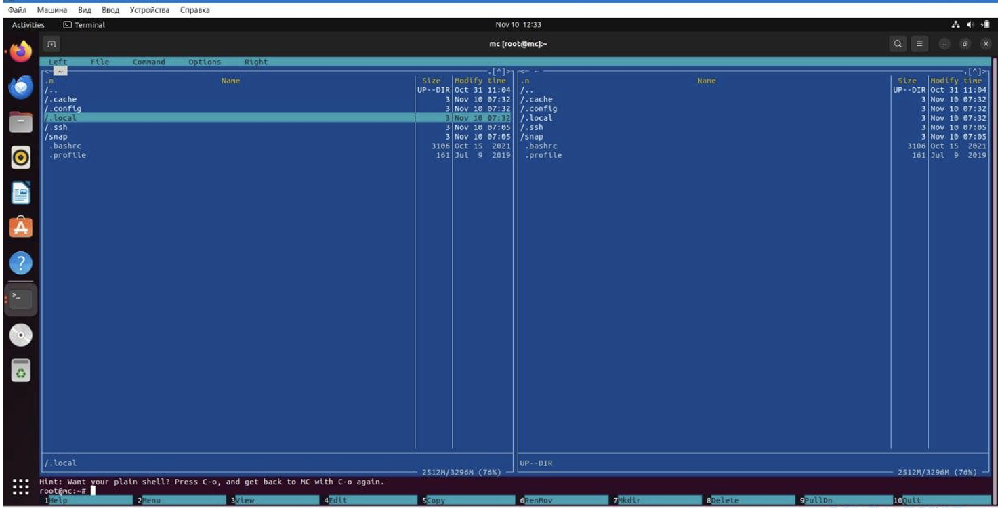 Файл Машина Вид Ввод Устройства Справка
Activities Terminal Nov 10 12:33
mc [root@mc]:~
Left File Command Options Right
<- ~ .[^]> <- ~ .[^]>
.n Name Size Modify time .n Name Size Modify time
/.. UP--DIR Oct 31 11:04 /.. UP--DIR Oct 31 11:04
/.cache 3 Nov 10 07:32 /.cache 3 Nov 10 07:32
/.config 3 Nov 10 07:32 /.config 3 Nov 10 07:32
/.local 3 Nov 10 07:32 /.local 3 Nov 10 07:32
/.ssh 3 Nov 10 07:05 /.ssh 3 Nov 10 07:05
/snap 3 Nov 10 07:05 /snap 3 Nov 10 07:05
.bashrc 3106 Oct 15 2021 .bashrc 3106 Oct 15 2021
.profile 161 Jul 9 2019 .profile 161 Jul 9 2019
/.local UP--DIR
2512M/3296M (76%) 2512M/3296M (76%)
Hint: Want your plain shell? Press C-o, and get back to MC with C-o again.
root@mc:~#
1Help 2Menu 3View 4Edit 5Copy 6RenMov 7Mkdir 8Delete 9PullDn 10Quit